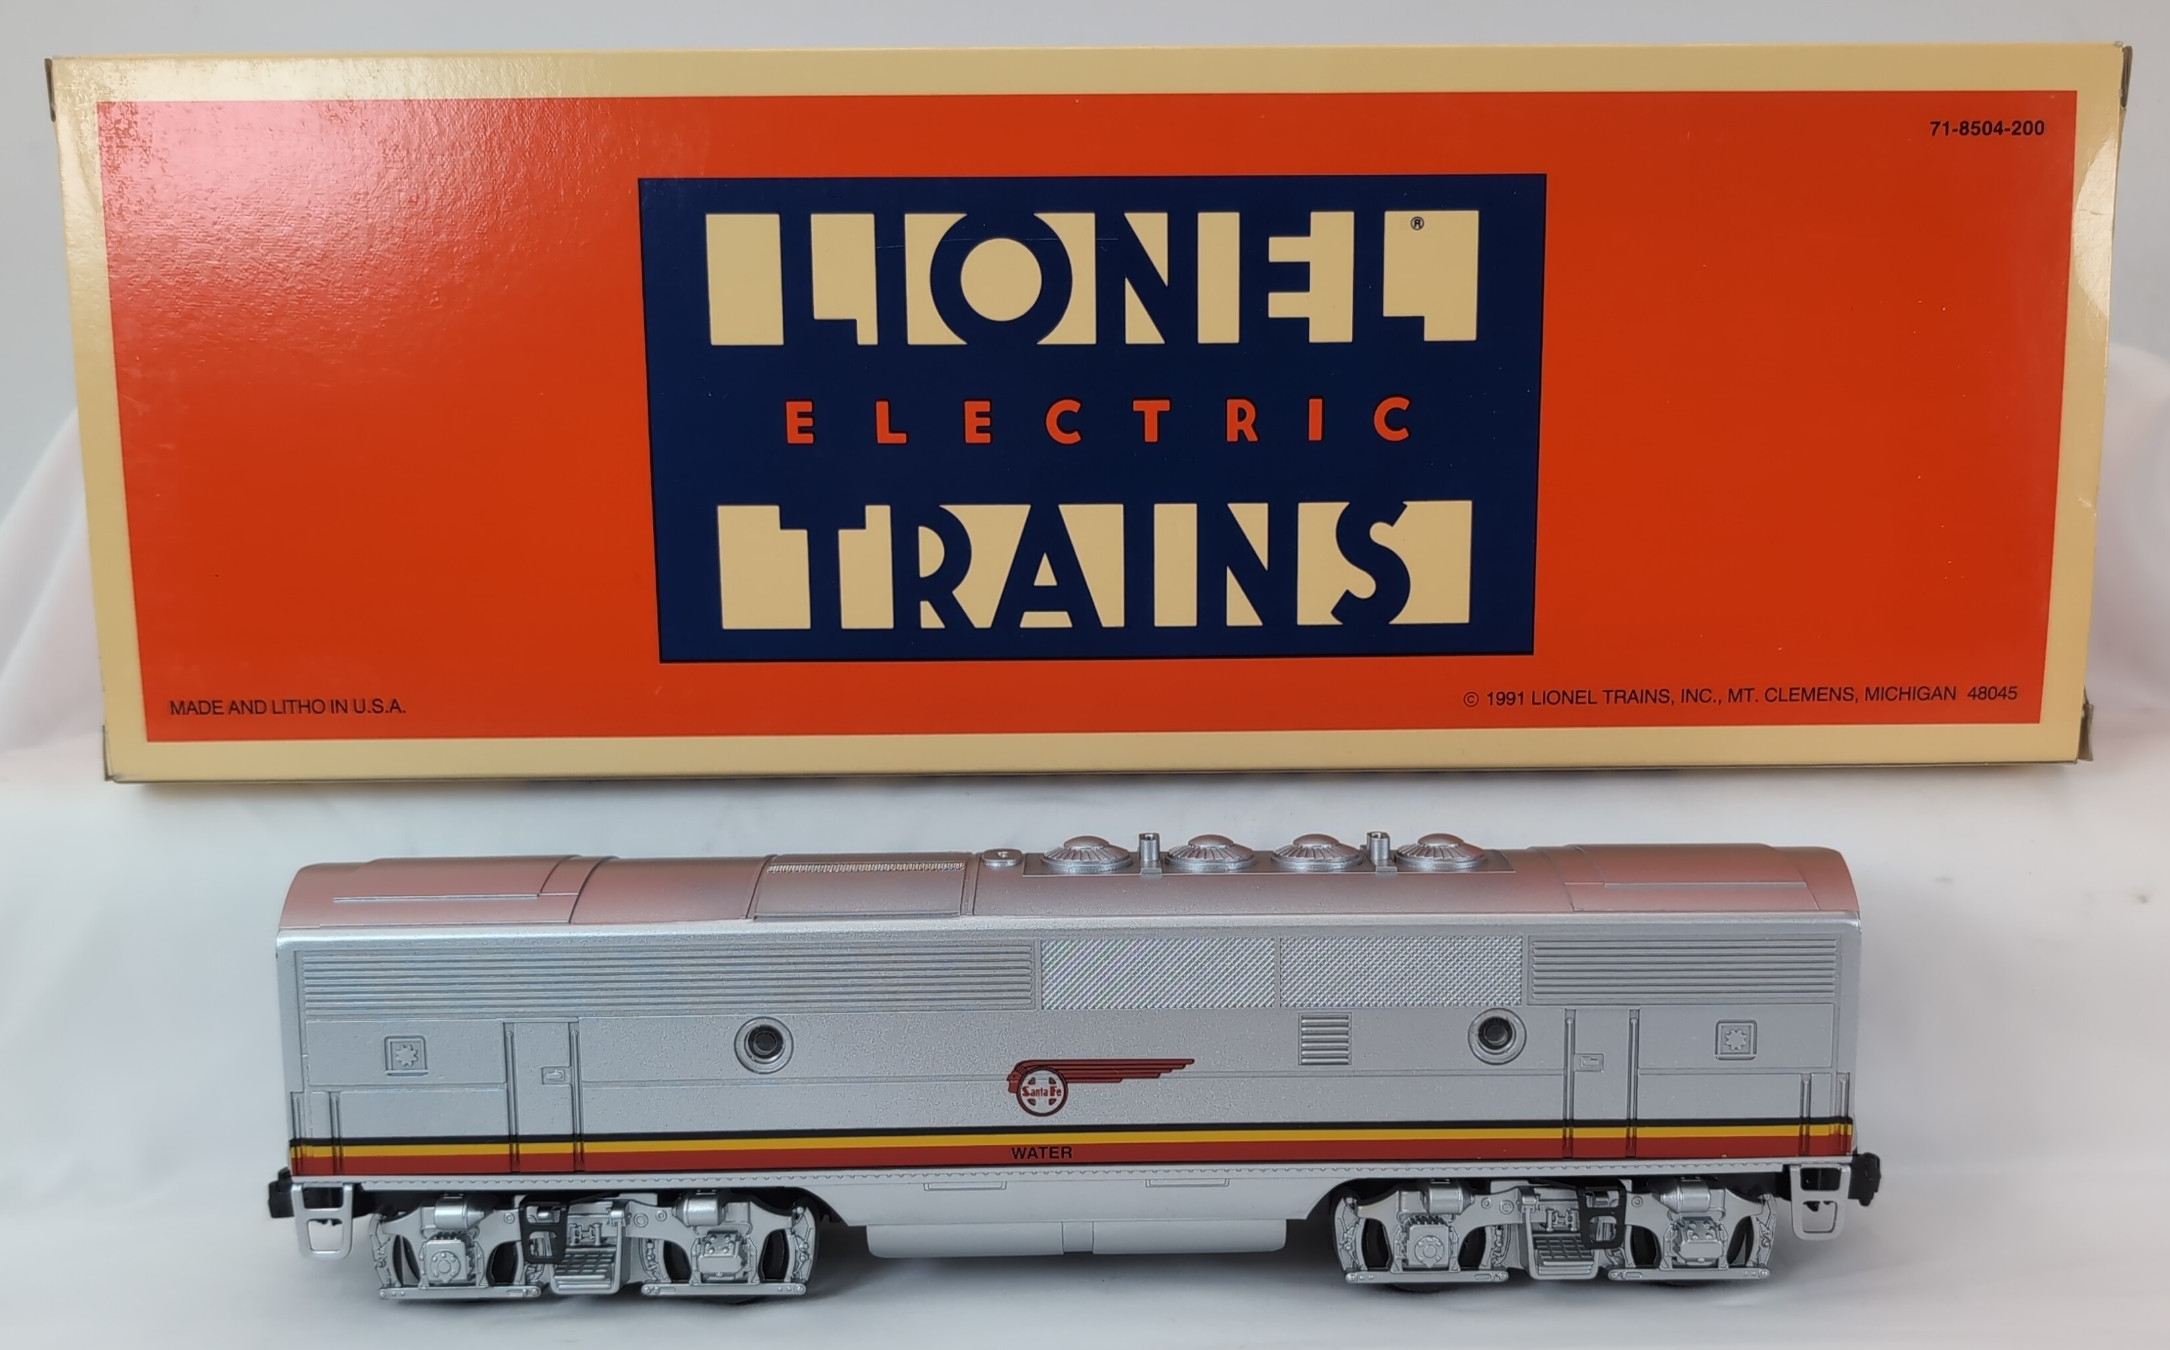 71-8504-200
LIONEL ®
ELECTRIC
TRAINS
MADE AND LITHO IN U.S.A.
© 1991 LIONEL TRAINS, INC., MT. CLEMENS, MICHIGAN 48045
Santa Fe
WATER